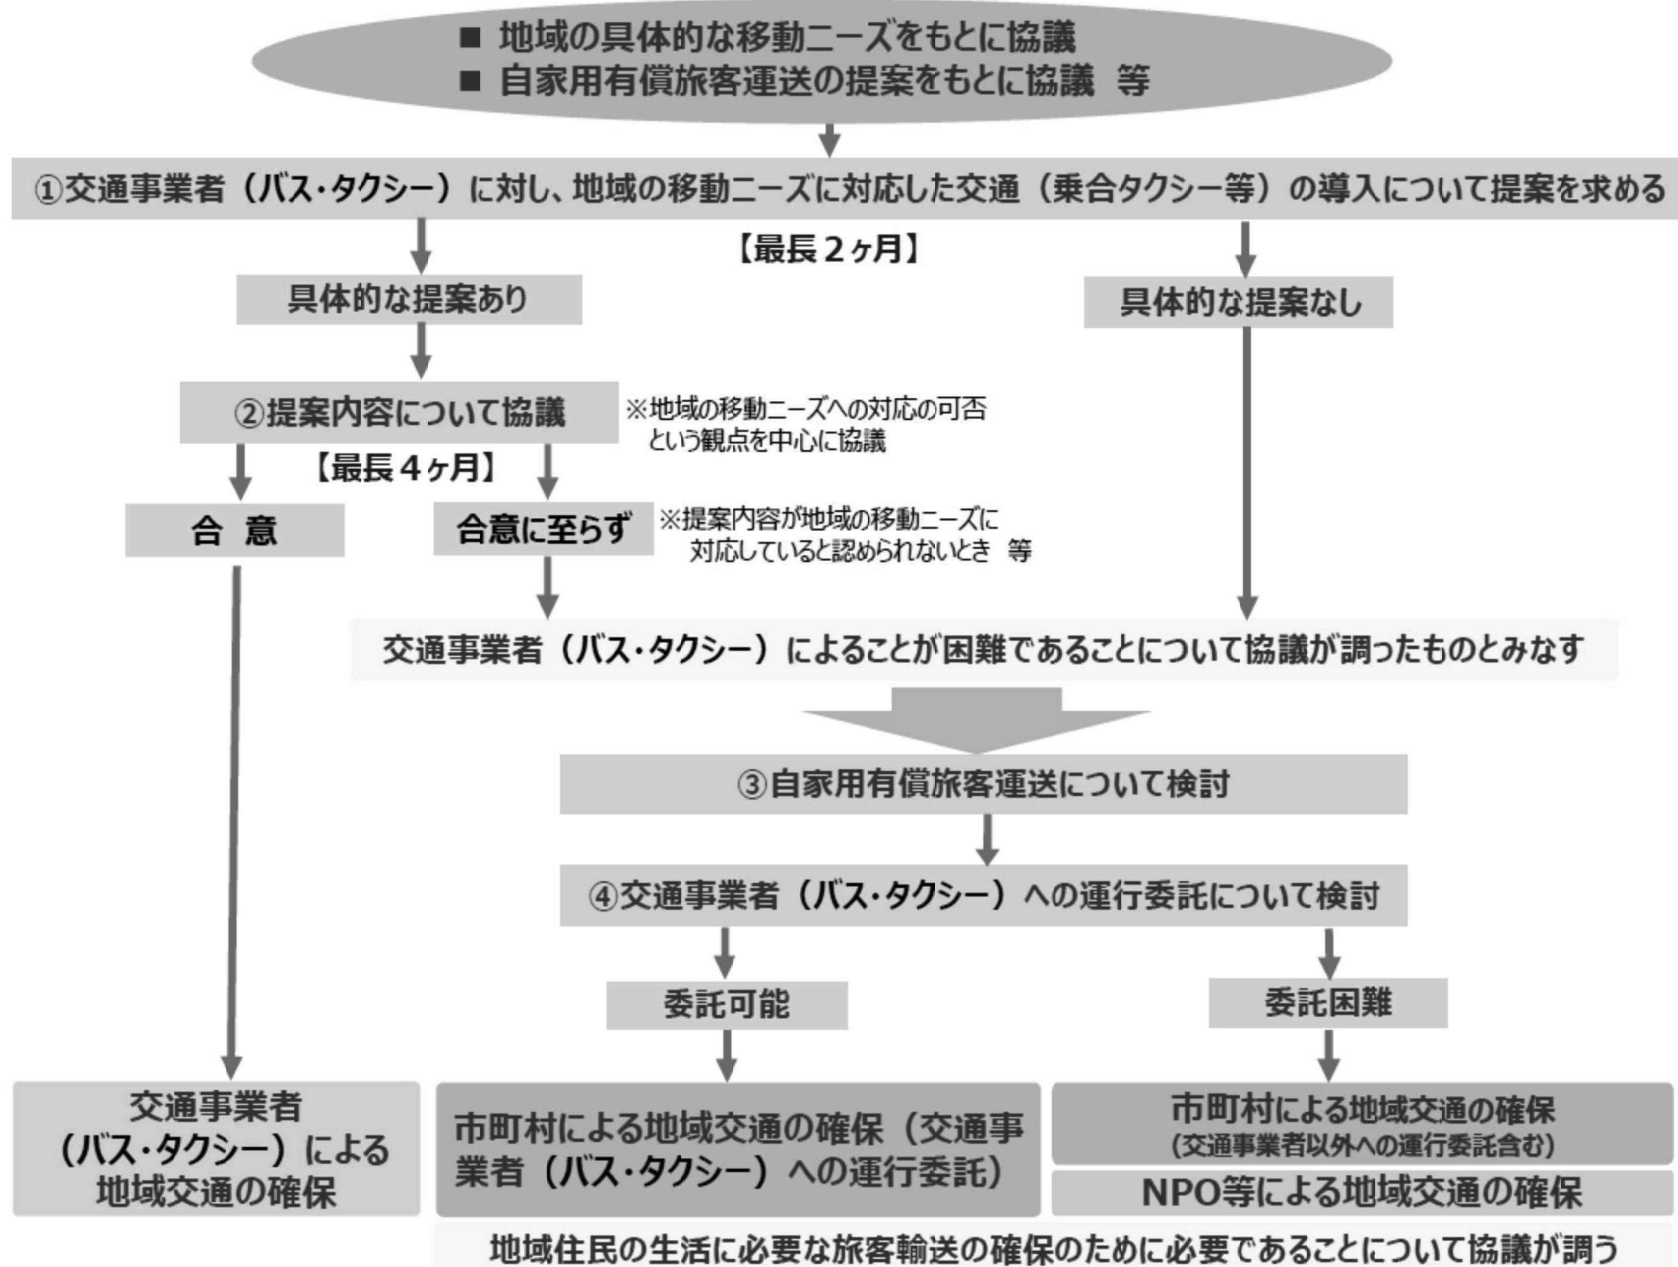 ■ 地域の具体的な移動ニーズをもとに協議
■ 自家用有償旅客運送の提案をもとに協議 等
①交通事業者（バス・タクシー）に対し、地域の移動ニーズに対応した交通（乗合タクシー等）の導入について提案を求める
【最長２ヶ月】
具体的な提案あり
具体的な提案なし
②提案内容について協議
※地域の移動ニーズへの対応の可否
という観点を中心に協議
【最長４ヶ月】
合 意
合意に至らず
※提案内容が地域の移動ニーズに
対応していると認められないとき 等
交通事業者（バス・タクシー）によることが困難であることについて協議が調ったものとみなす
③自家用有償旅客運送について検討
④交通事業者（バス・タクシー）への運行委託について検討
委託可能
委託困難
交通事業者
（バス・タクシー）による
地域交通の確保
市町村による地域交通の確保（交通事
業者（バス・タクシー）への運行委託）
市町村による地域交通の確保
(交通事業者以外への運行委託含む)
NPO等による地域交通の確保
地域住民の生活に必要な旅客輸送の確保のために必要であることについて協議が調う